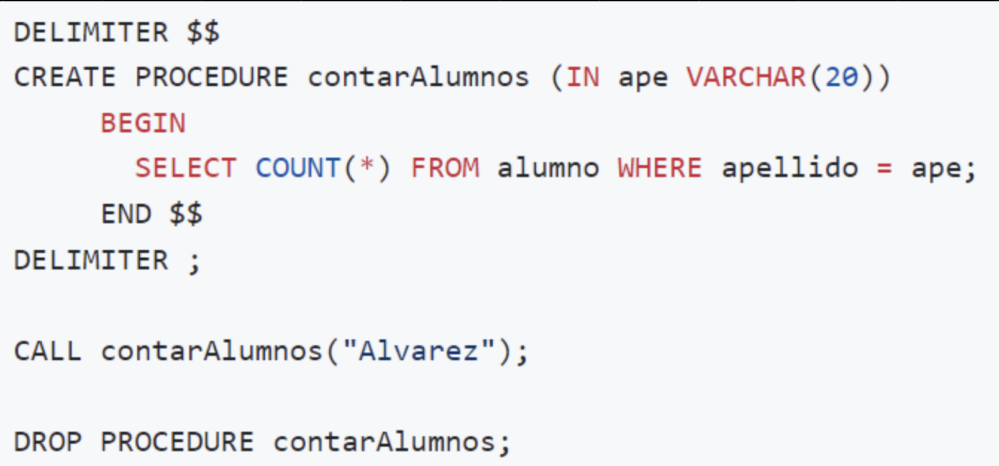 DELIMITER $$
CREATE PROCEDURE contarAlumnos (IN ape VARCHAR(20))
BEGIN
SELECT COUNT(*) FROM alumno WHERE apellido = ape;
END $$
DELIMITER ;
CALL contarAlumnos("Alvarez");
DROP PROCEDURE contarAlumnos;